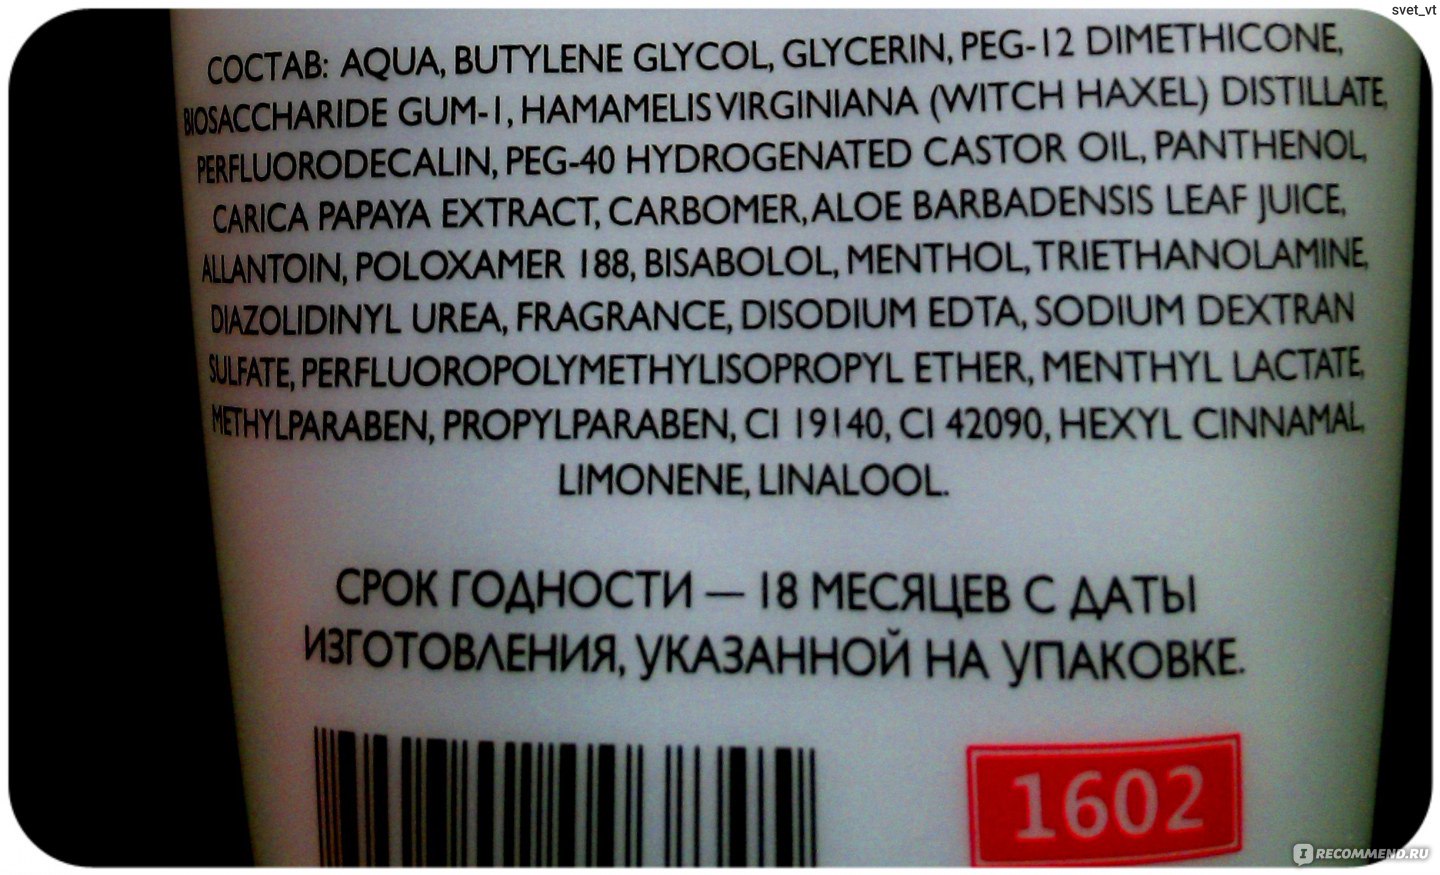 svet_vt
СОСТАВ: AQUA, BUTYLENE GLYCOL, GLYCERIN, PEG-12 DIMETHICONE,
BIOSACCHARIDE GUM-1, HAMAMELIS VIRGINIANA (WITCH HAXEL) DISTILLATE,
PERFLUORODECALIN, PEG-40 HYDROGENATED CASTOR OIL, PANTHENOL,
CARICA PAPAYA EXTRACT, CARBOMER, ALOE BARBADENSIS LEAF JUICE,
ALLANTOIN, POLOXAMER 188, BISABOLOL, MENTHOL, TRIETHANOLAMINE,
DIAZOLIDINYL UREA, FRAGRANCE, DISODIUM EDTA, SODIUM DEXTRAN
SULFATE, PERFLUOROPOLYMETHYLISOPROPYL ETHER, MENTHYL LACTATE,
METHYLPARABEN, PROPYLPARABEN, CI 19140, CI 42090, HEXYL CINNAMAL,
LIMONENE, LINALOOL.
СРОК ГОДНОСТИ — 18 МЕСЯЦЕВ С ДАТЫ
ИЗГОТОВЛЕНИЯ, УКАЗАННОЙ НА УПАКОВКЕ.
1602
IRECOMMEND.RU